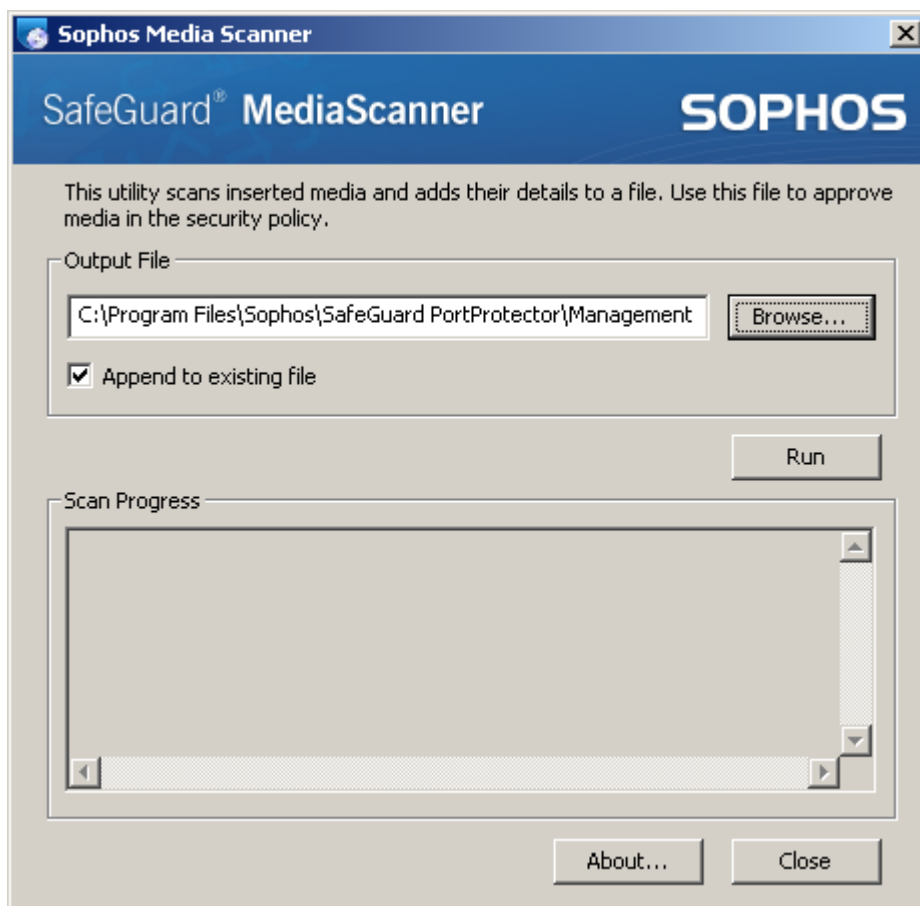 Sophos Media Scanner
SafeGuard® MediaScanner
SOPHOS
This utility scans inserted media and adds their details to a file. Use this file to approve
media in the security policy.
Output File
C:\Program Files\Sophos\SafeGuard PortProtector\Management
Browse...
Append to existing file
Run
Scan Progress
About...
Close